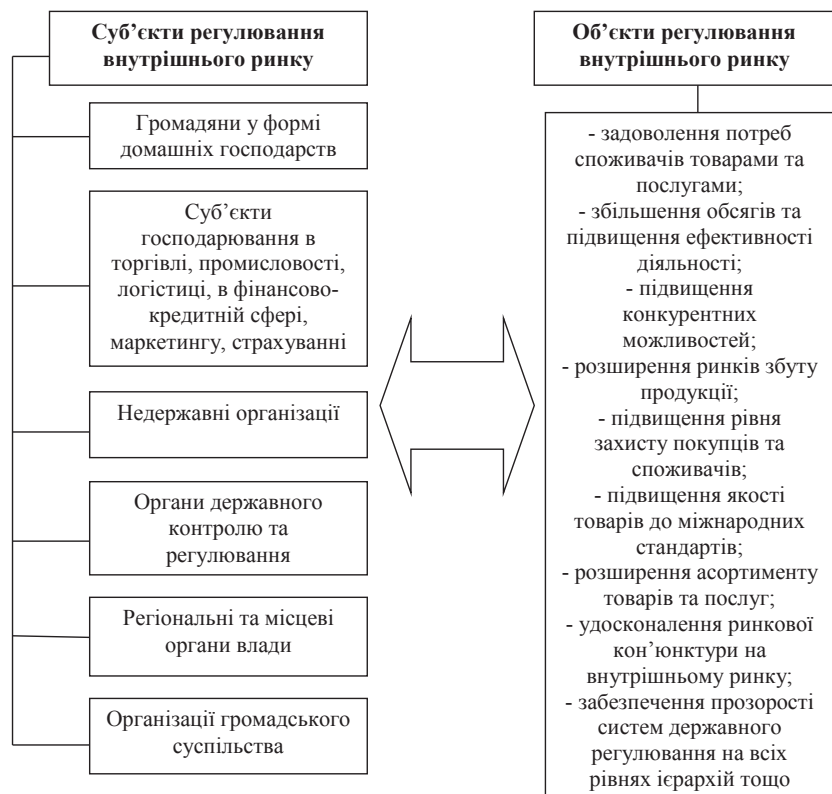 Суб’єкти регулювання
внутрішнього ринку
Громадяни у формі
домашніх господарств
Суб’єкти
господарювання в
торгівлі, промисловості,
логістиці, в фінансово-
кредитній сфері,
маркетингу, страхуванні
Недержавні організації
Органи державного
контролю та
регулювання
Регіональні та місцеві
органи влади
Організації громадського
суспільства
Об’єкти регулювання
внутрішнього ринку
- задоволення потреб
споживачів товарами та
послугами;
- збільшення обсягів та
підвищення ефективності
діяльності;
- підвищення
конкурентних
можливостей;
- розширення ринків збуту
продукції;
- підвищення рівня
захисту покупців та
споживачів;
- підвищення якості
товарів до міжнародних
стандартів;
- розширення асортименту
товарів та послуг;
- удосконалення ринкової
кон’юнктури на
внутрішньому ринку;
- забезпечення прозорості
систем державного
регулювання на всіх
рівнях ієрархій тощо